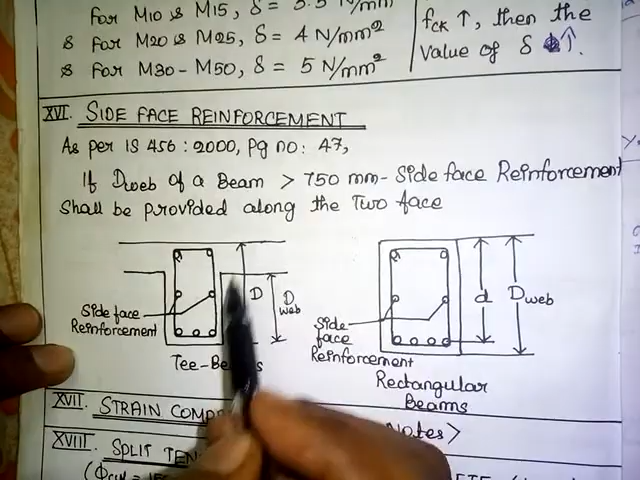 For M10 & M15, δ = 3.5 N/mm
& For M20 & M25, δ = 4 N/mm²
& For M30 - M50, δ = 5 N/mm²
fCK ↑, then the
value of δ ↑.
XVI. SIDE FACE REINFORCEMENT
As per IS 456 : 2000, Pg no: 47,
If Dweb of a Beam > 750 mm - Side face Reinforcement
Shall be provided along the Two face
Side face
Reinforcement
D
D web
Tee-Be
Side
face
Reinforcement
d
Dweb
Rectangular
Beams
XVII. STRAIN COMP
Notes>
XVIII. SPLIT TEN